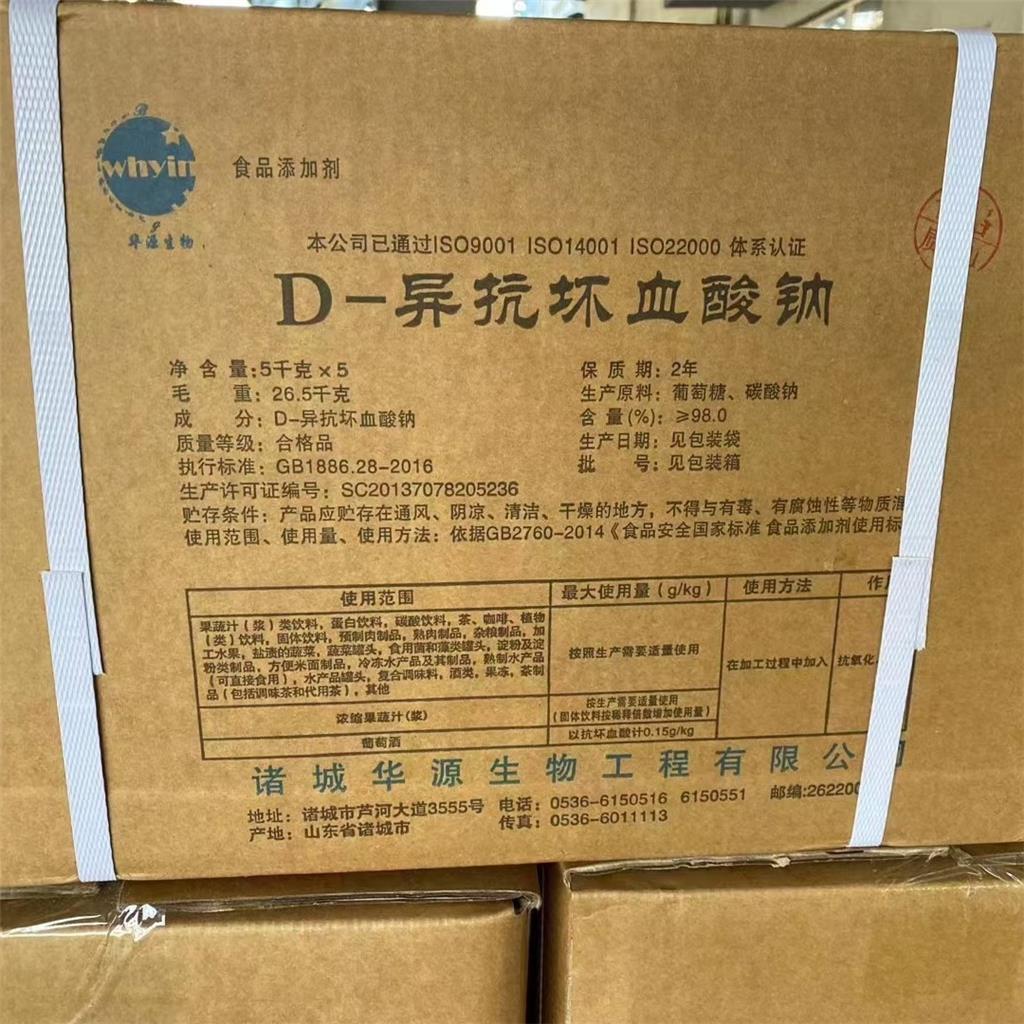 whyin
华源生物
食品添加剂
本公司已通过ISO9001 ISO14001 ISO22000 体系认证
D-异抗坏血酸钠
净含量:5千克×5
毛重:26.5千克
成分:D-异抗坏血酸钠
质量等级:合格品
执行标准:GB1886.28-2016
生产许可证编号:SC20137078205236
保质期:2年
生产原料:葡萄糖、碳酸钠
含量(%):≥98.0
生产日期:见包装袋
批号:见包装箱
贮存条件:产品应贮存在通风、阴凉、清洁、干燥的地方,不得与有毒、有腐蚀性等物质混
使用范围、使用量、使用方法:依据GB2760-2014《食品安全国家标准 食品添加剂使用标
使用范围 最大使用量(g/kg) 使用方法 作
果蔬汁(浆)类饮料,蛋白饮料,碳酸饮料,茶、咖啡、植物
(类)饮料,固体饮料,预制肉制品,熟肉制品,杂粮制品,加
工水果,盐渍的蔬菜,蔬菜罐头,食用菌和藻类罐头,淀粉及淀
粉类制品,方便米面制品,冷冻水产品及其制品,熟制水产品
(可直接食用),水产品罐头,复合调味料,酒类,果冻,茶制
品(包括调味茶和代用茶),其他
按照生产需要适量使用
在加工过程中加入
抗氧化
浓缩果蔬汁(浆)
按生产需要适量使用
(固体饮料按稀释倍数增加使用量)
葡萄酒
以抗坏血酸计0.15g/kg
诸城华源生物工程有限公
地址:诸城市芦河大道3555号 电话:0536-6150516 6150551 邮编:262200
产地:山东省诸城市 传真:0536-6011113